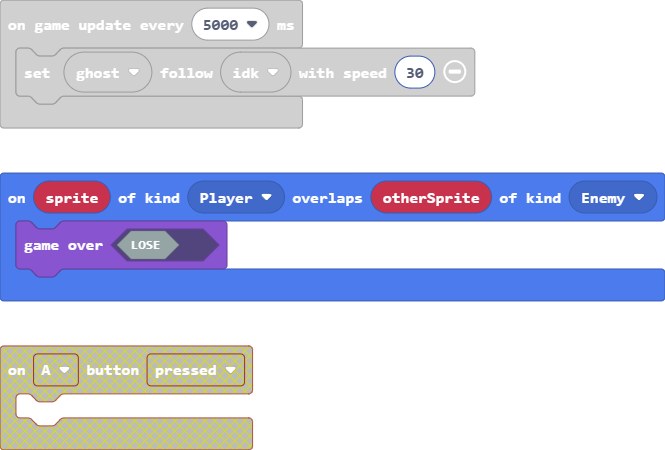 on game update every 5000 ms
set ghost follow idk with speed 30
on sprite of kind Player overlaps otherSprite of kind Enemy
game over LOSE
on A button pressed